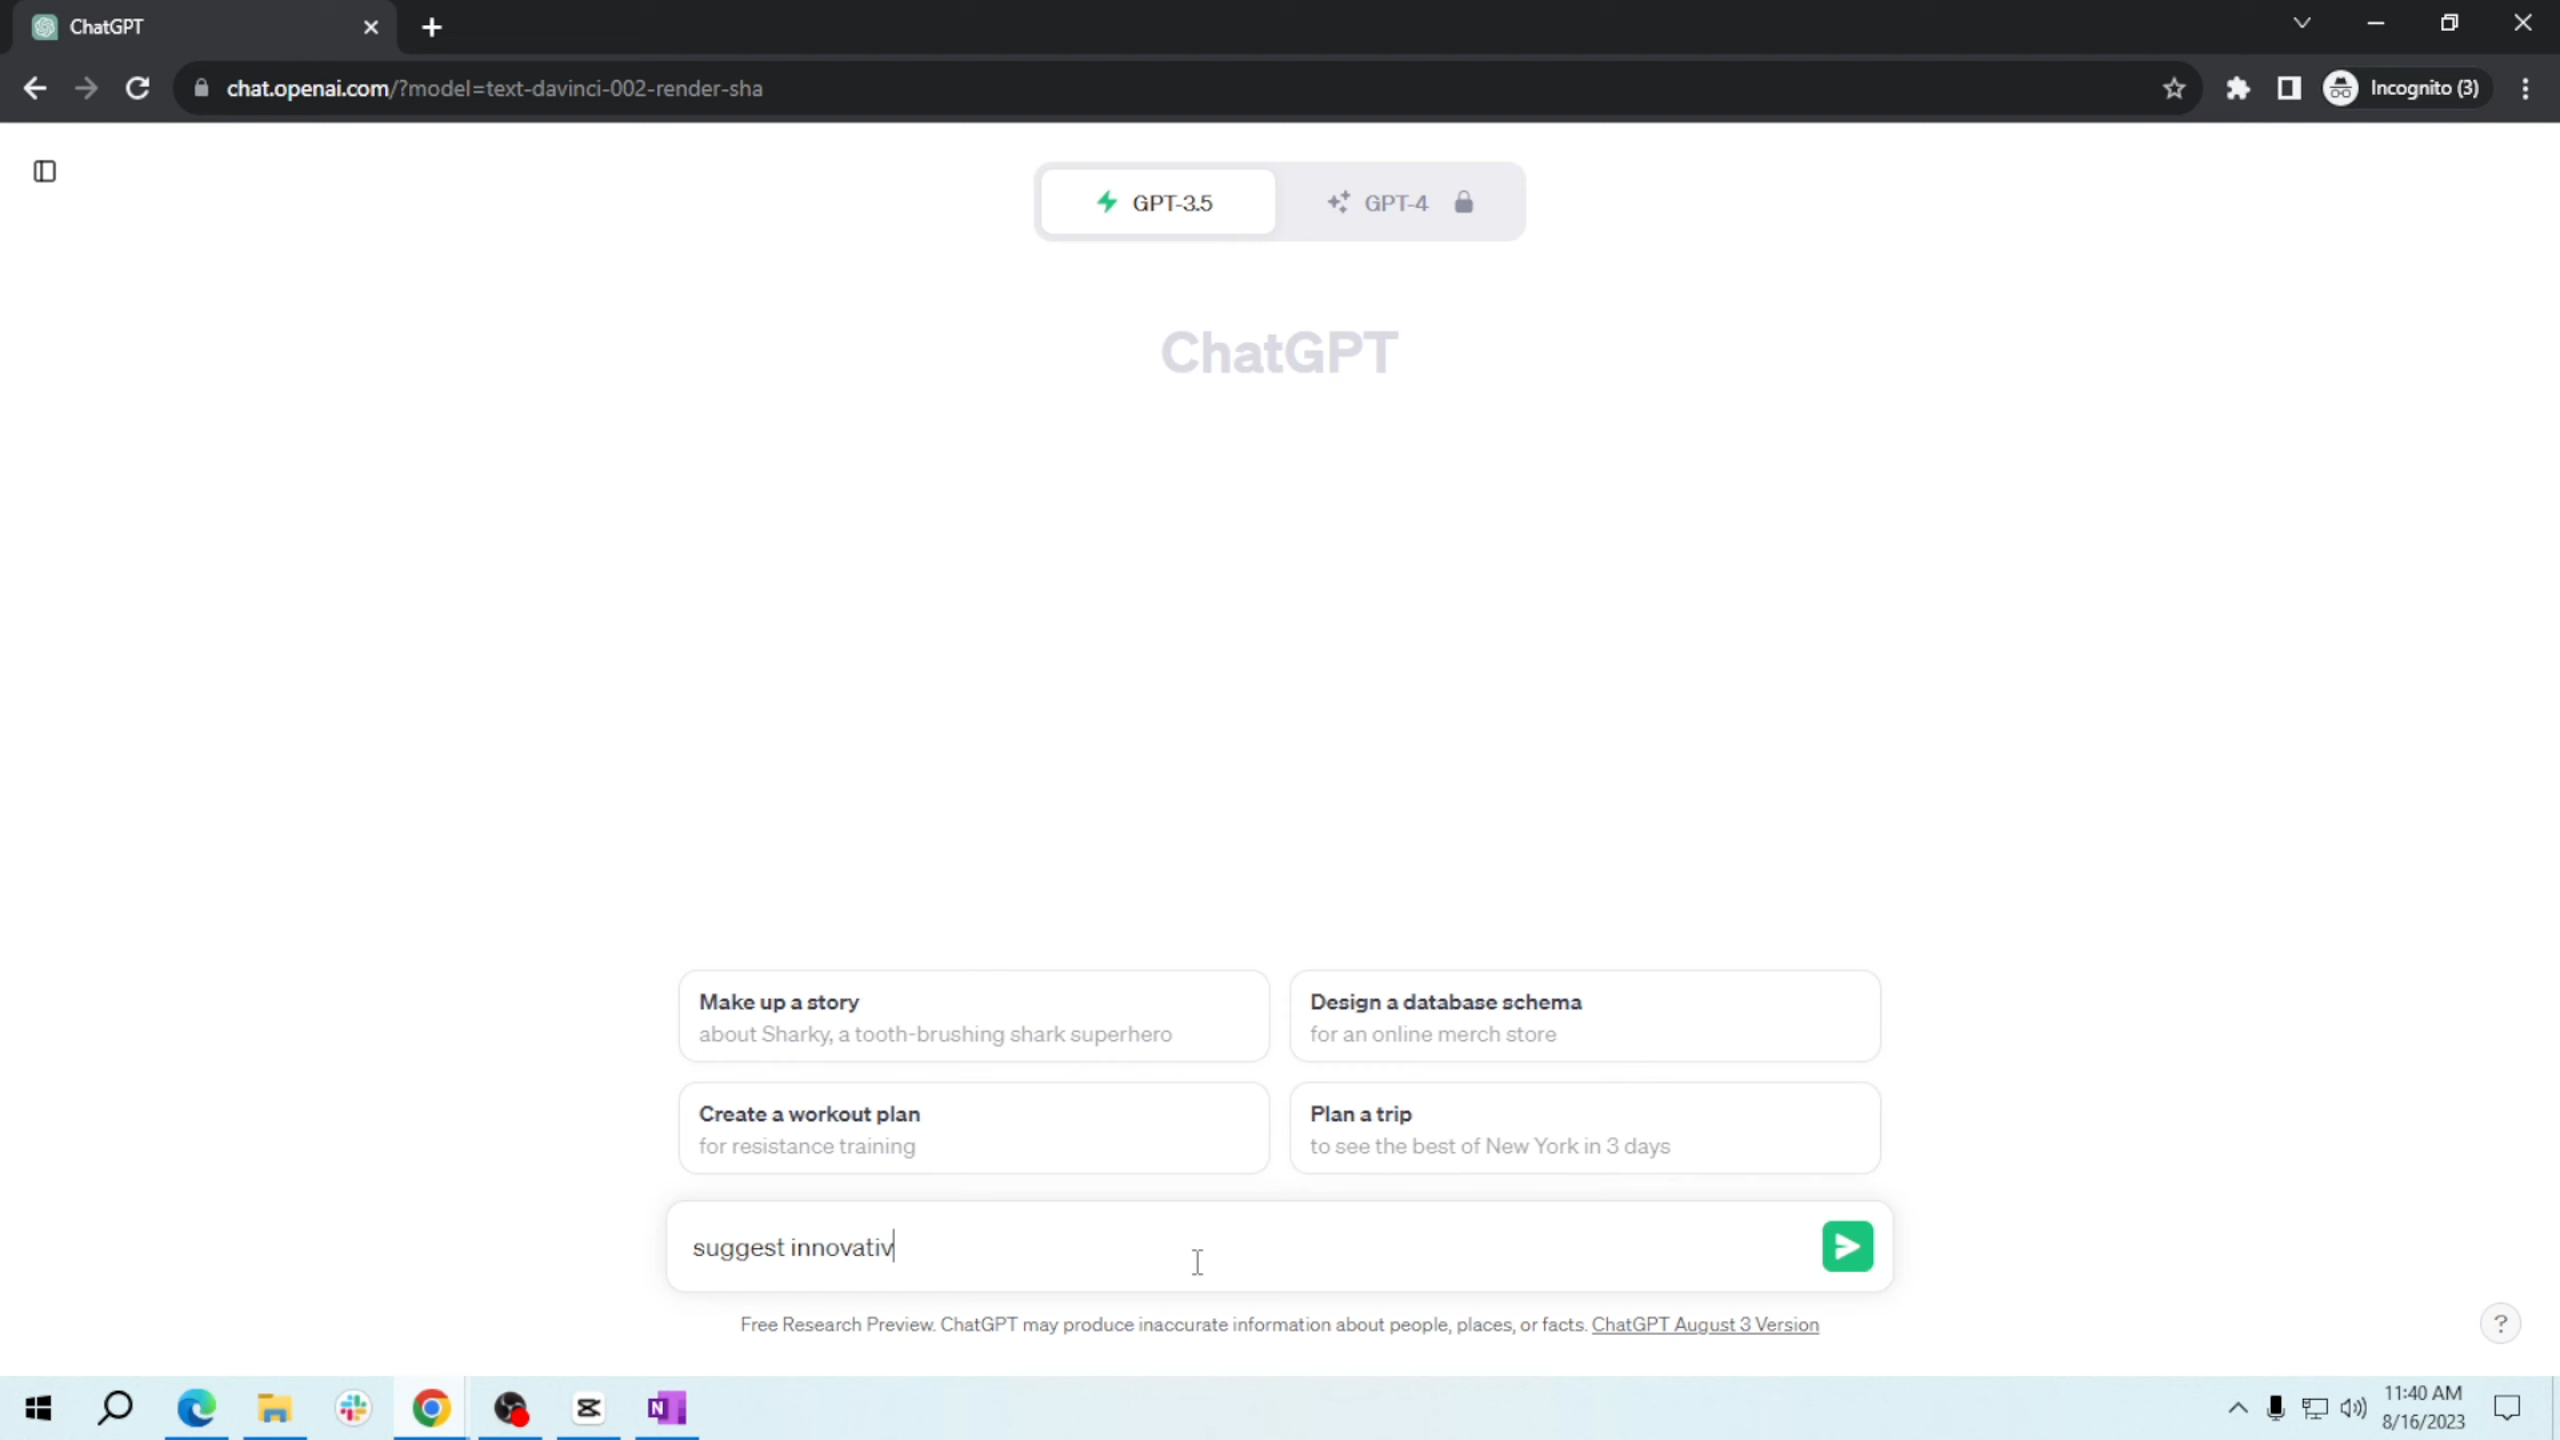 ChatGPT
chat.openai.com/?model=text-davinci-002-render-sha
Incognito (3)
GPT-3.5
GPT-4
ChatGPT
Make up a story
about Sharky, a tooth-brushing shark superhero
Design a database schema
for an online merch store
Create a workout plan
for resistance training
Plan a trip
to see the best of New York in 3 days
suggest innovativ
Free Research Preview. ChatGPT may produce inaccurate information about people, places, or facts. ChatGPT August 3 Version
?
N
11:40 AM
8/16/2023